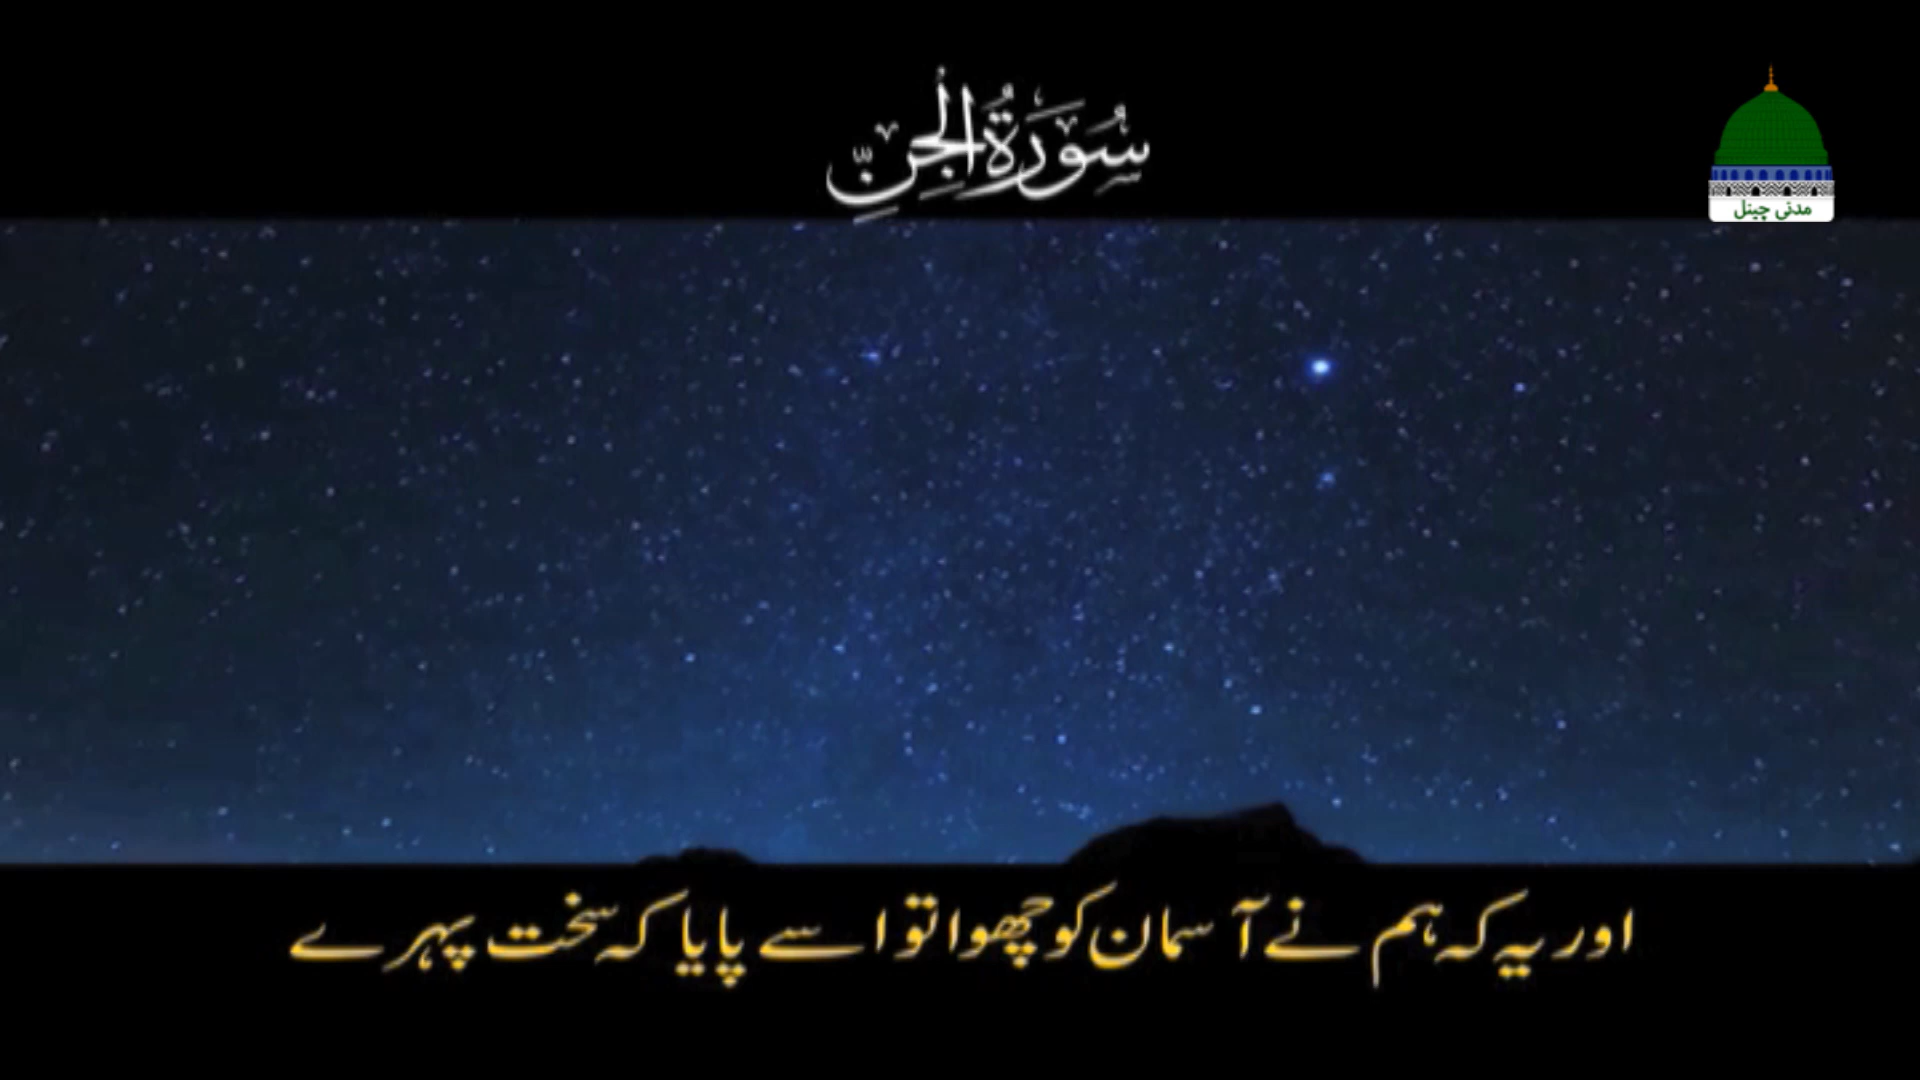 سُوْرَةُ الْجِنِّ
مدنی چینل
اور یہ کہ ہم نے آسمان کو چھوا تو اسے پایا کہ سخت پہرے